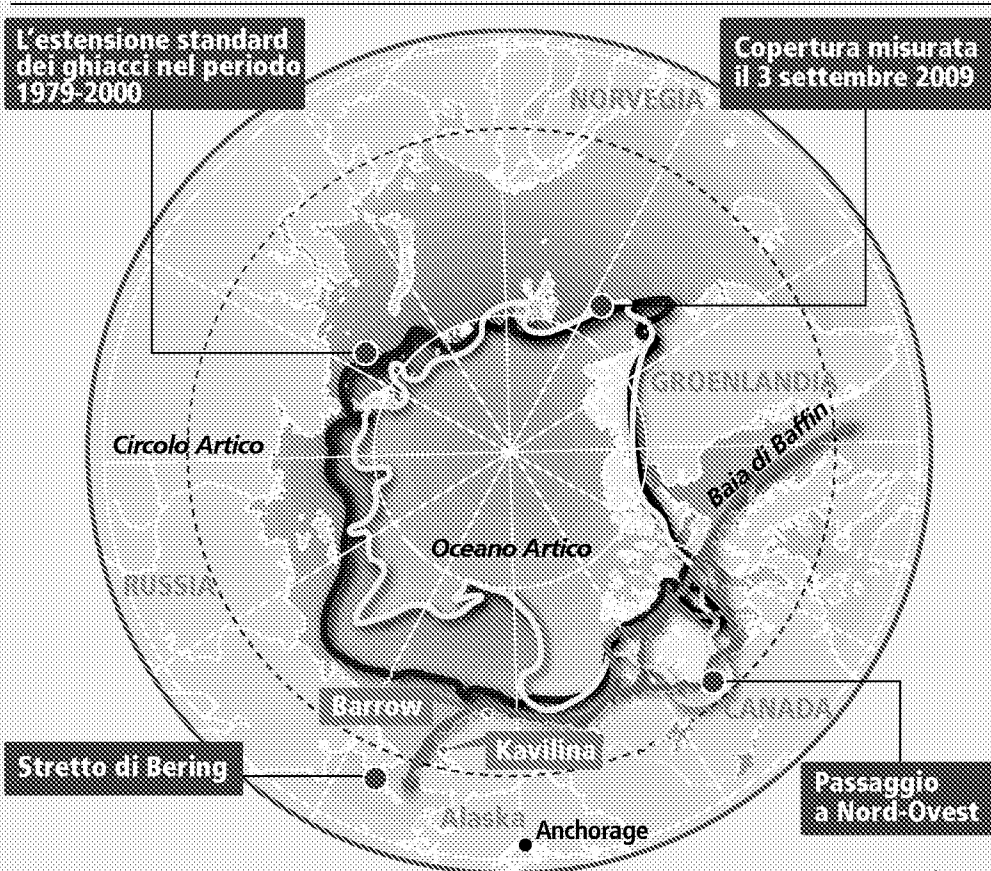 L'estensione standard
dei ghiacci nel periodo
1979-2000
Copertura misurata
il 3 settembre 2009
NORVEGIA
GROENLANDIA
Circolo Artico
Baia di Baffin
Oceano Artico
RUSSIA
Barrow
CANADA
Kavilina
Stretto di Bering
Passaggio
a Nord-Ovest
Alaska
Anchorage